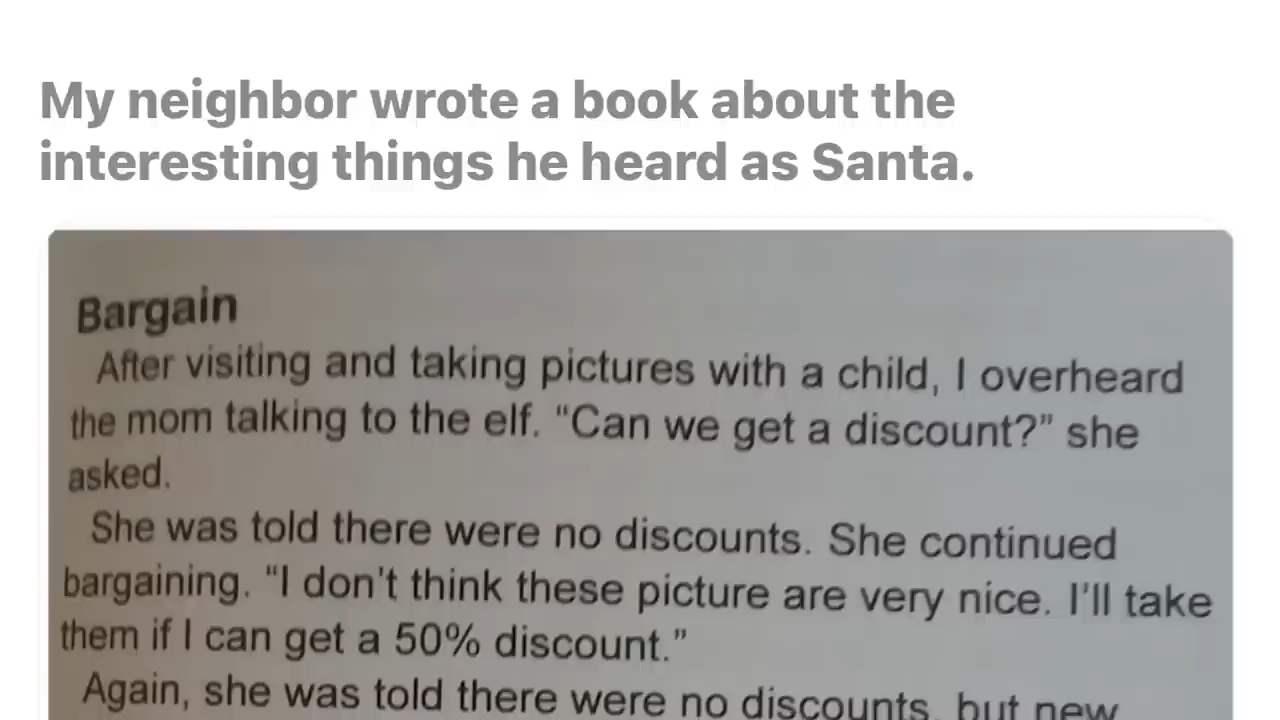 My neighbor wrote a book about the
interesting things he heard as Santa.
Bargain
After visiting and taking pictures with a child, I overheard
the mom talking to the elf. “Can we get a discount?” she
asked.
She was told there were no discounts. She continued
bargaining. “I don't think these picture are very nice. I'll take
them if I can get a 50% discount.”
Again, she was told there were no discounts, but new